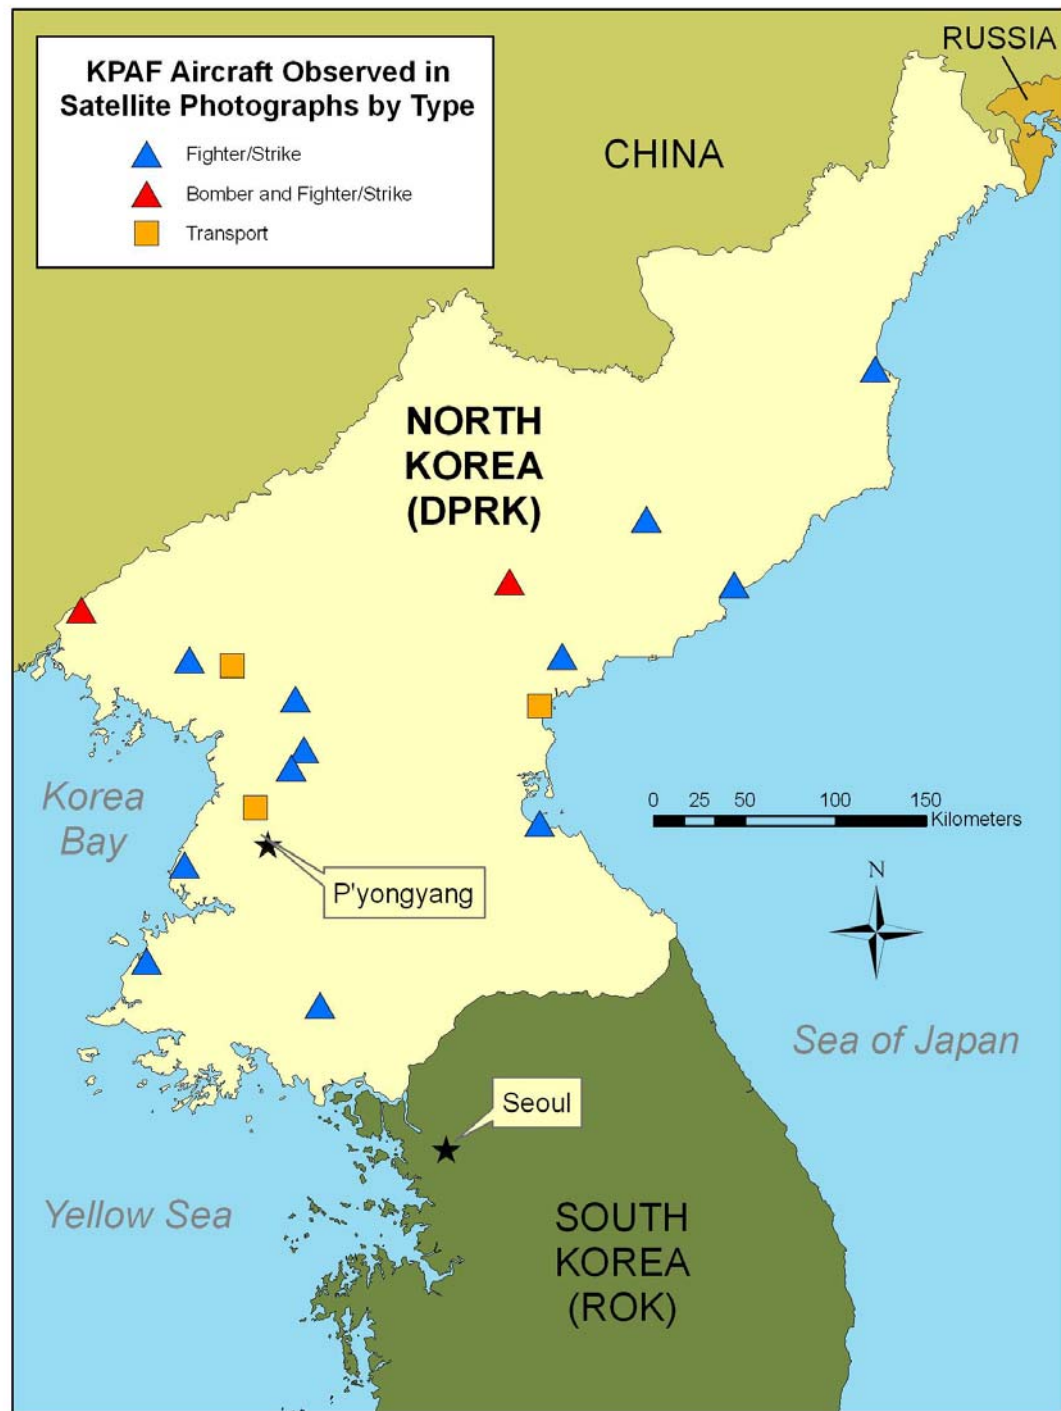 KPAF Aircraft Observed in
Satellite Photographs by Type
Fighter/Strike
Bomber and Fighter/Strike
Transport
RUSSIA
CHINA
NORTH
KOREA
(DPRK)
Korea
Bay
0 25 50 100 150
Kilometers
P'yongyang
N
Sea of Japan
Seoul
Yellow Sea
SOUTH
KOREA
(ROK)